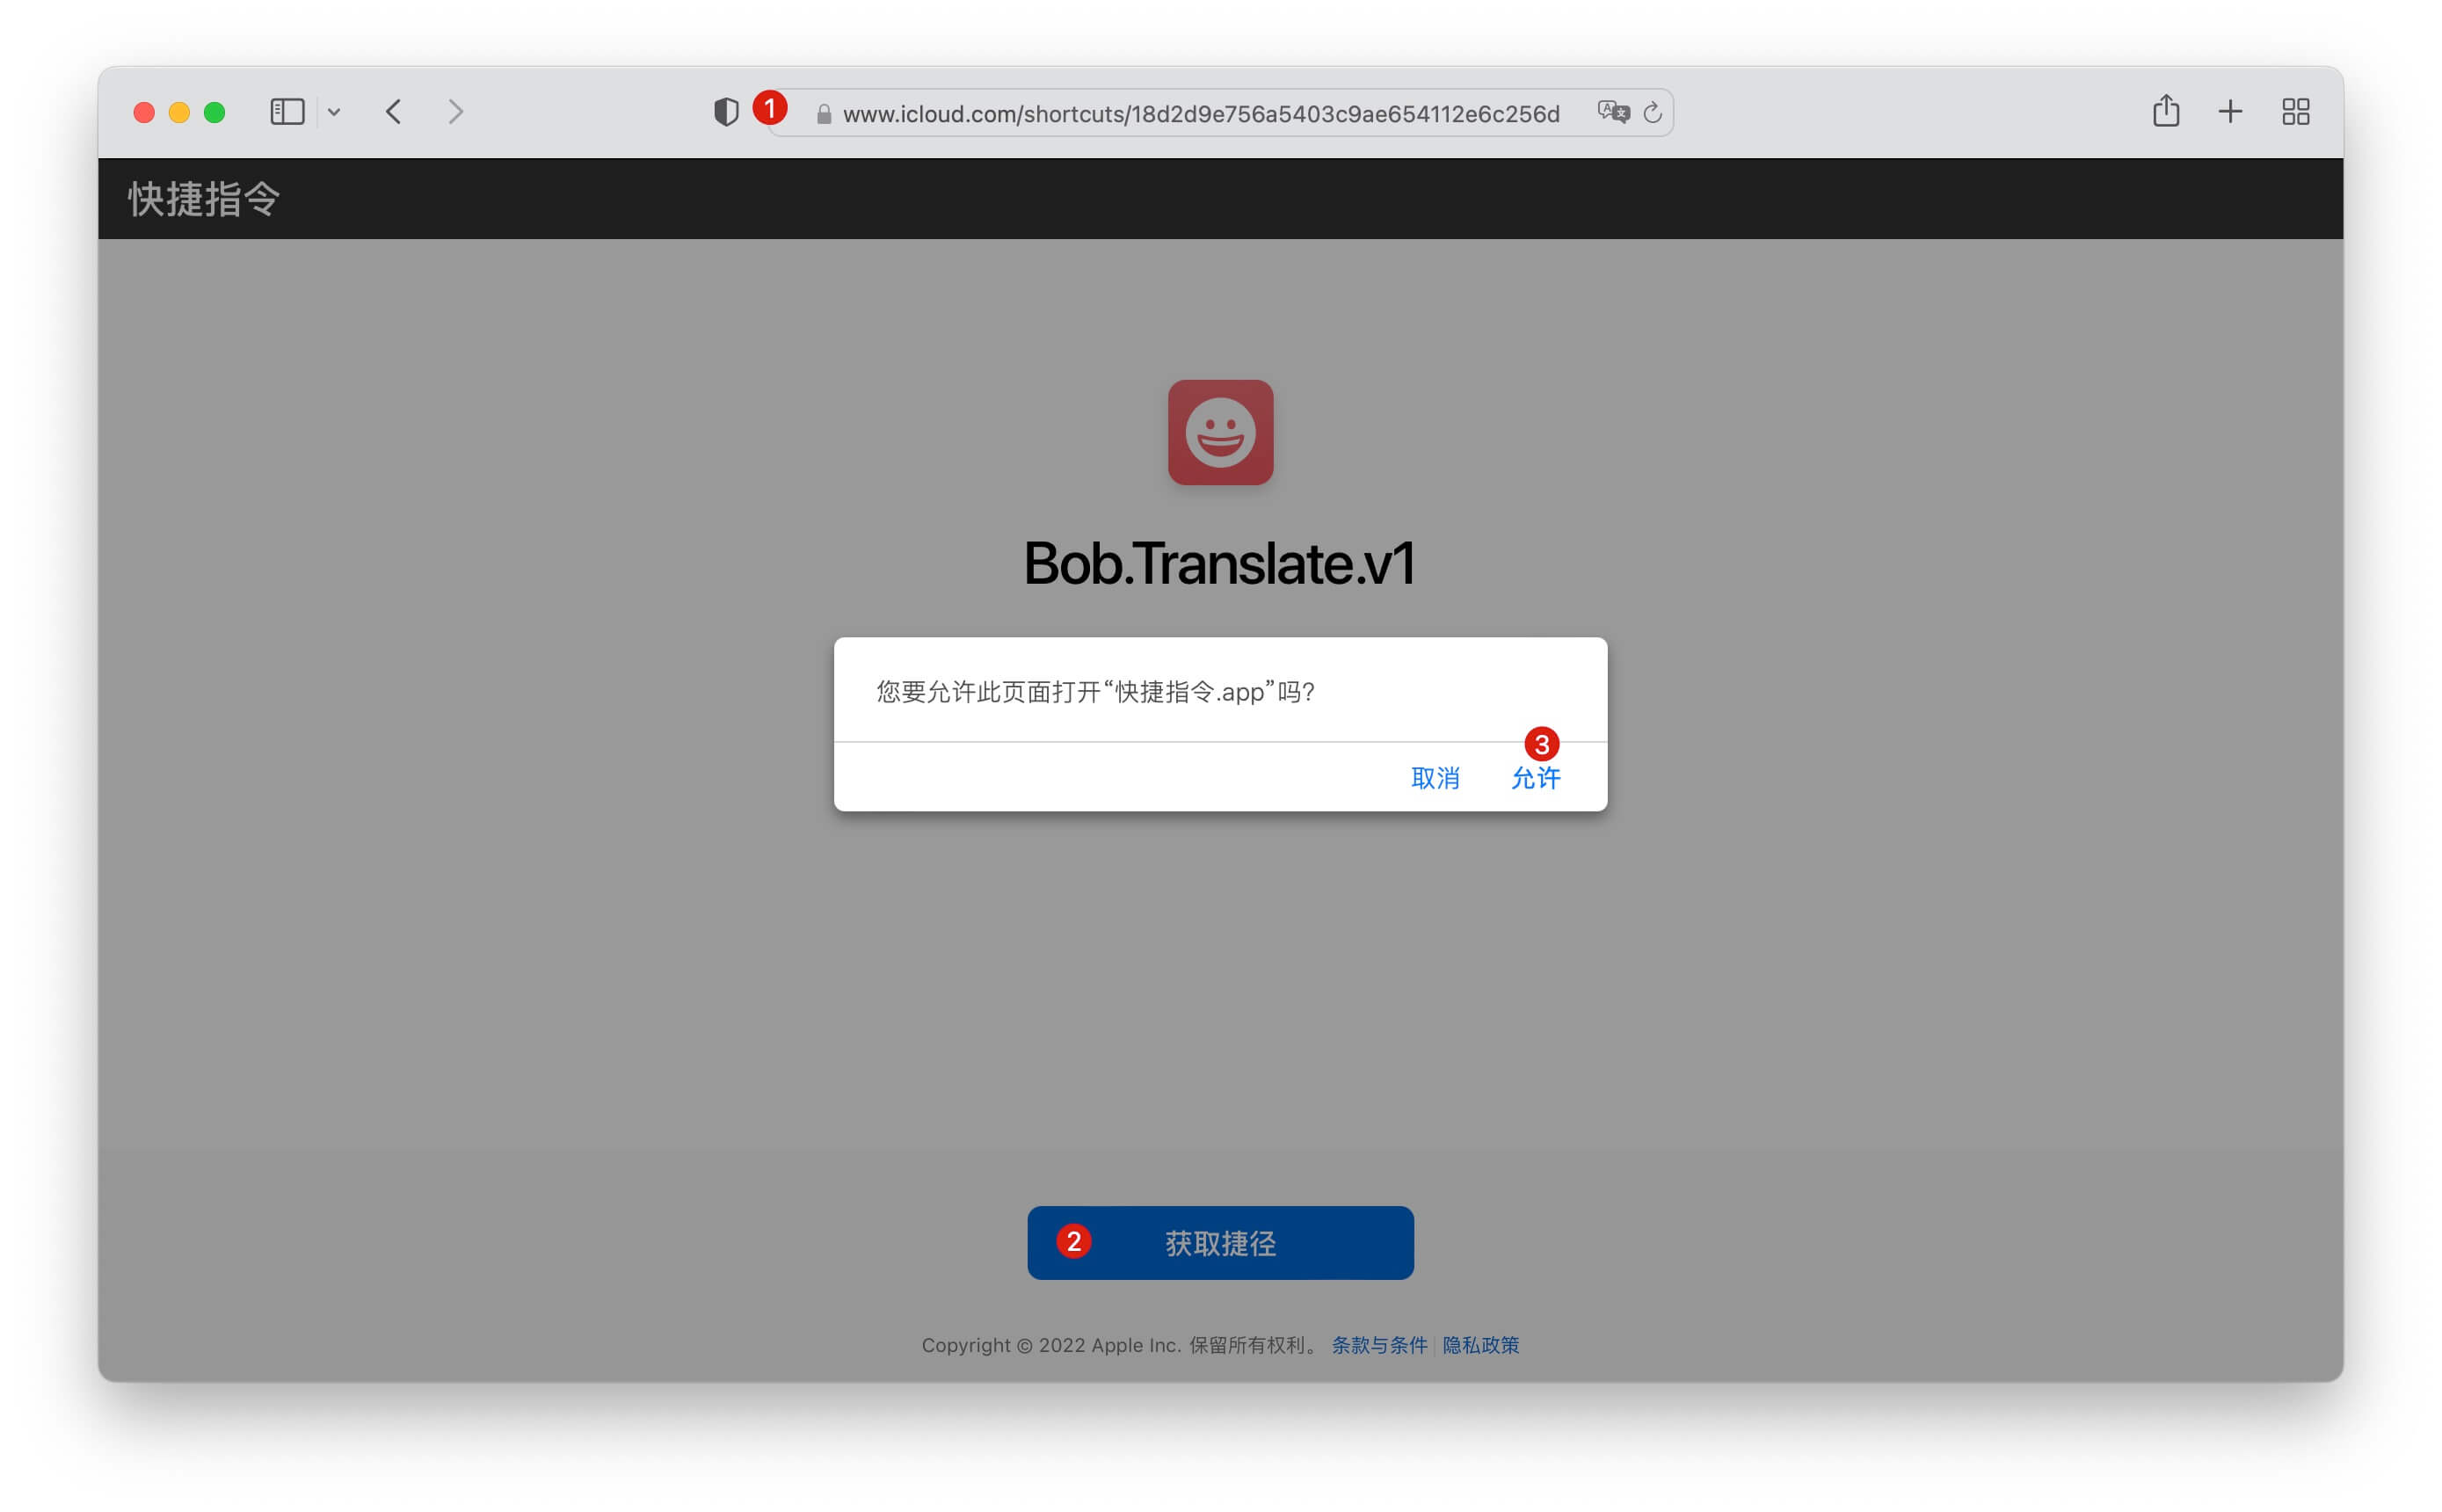 1 www.icloud.com/shortcuts/18d2d9e756a5403c9ae654112e6c256d
快捷指令
Bob.Translate.v1
您要允许此页面打开“快捷指令.app”吗?
3
取消 允许
2 获取捷径
Copyright © 2022 Apple Inc. 保留所有权利。 条款与条件 | 隐私政策